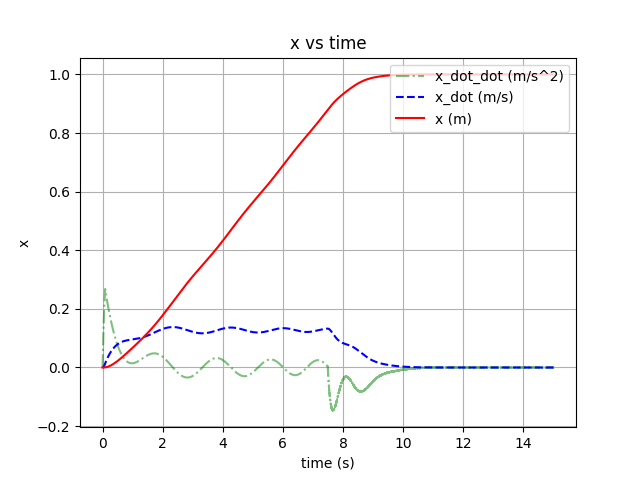 x vs time
x_dot_dot (m/s^2)
x_dot (m/s)
x (m)
1.0
0.8
0.6
0.4
0.2
0.0
−0.2
x
0 2 4 6 8 10 12 14
time (s)